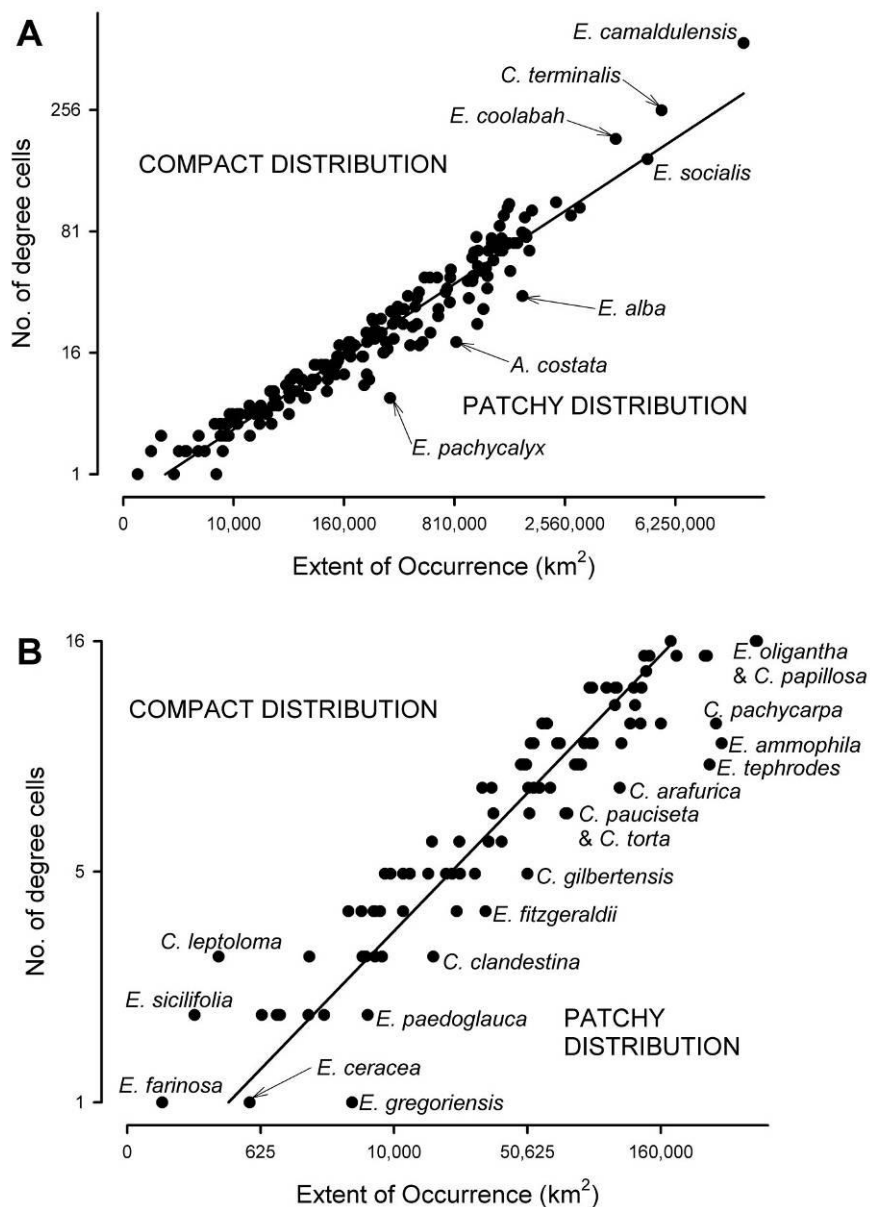 A
E. camaldulensis
C. terminalis
256
E. coolabah
COMPACT DISTRIBUTION
E. socialis
No. of degree cells
81
E. alba
16
A. costata
PATCHY DISTRIBUTION
E. pachycalyx
1
0 10,000 160,000 810,000 2,560,000 6,250,000
Extent of Occurrence (km²)
B
16
E. oligantha
& C. papillosa
COMPACT DISTRIBUTION
C. pachycarpa
E. ammophila
E. tephrodes
C. arafurica
C. pauciseta
& C. torta
No. of degree cells
5
C. gilbertensis
E. fitzgeraldii
C. leptoloma
C. clandestina
E. sicilifolia
E. paedoglauca
PATCHY
DISTRIBUTION
E. farinosa
E. ceracea
1
E. gregoriensis
0 625 10,000 50,625 160,000
Extent of Occurrence (km²)